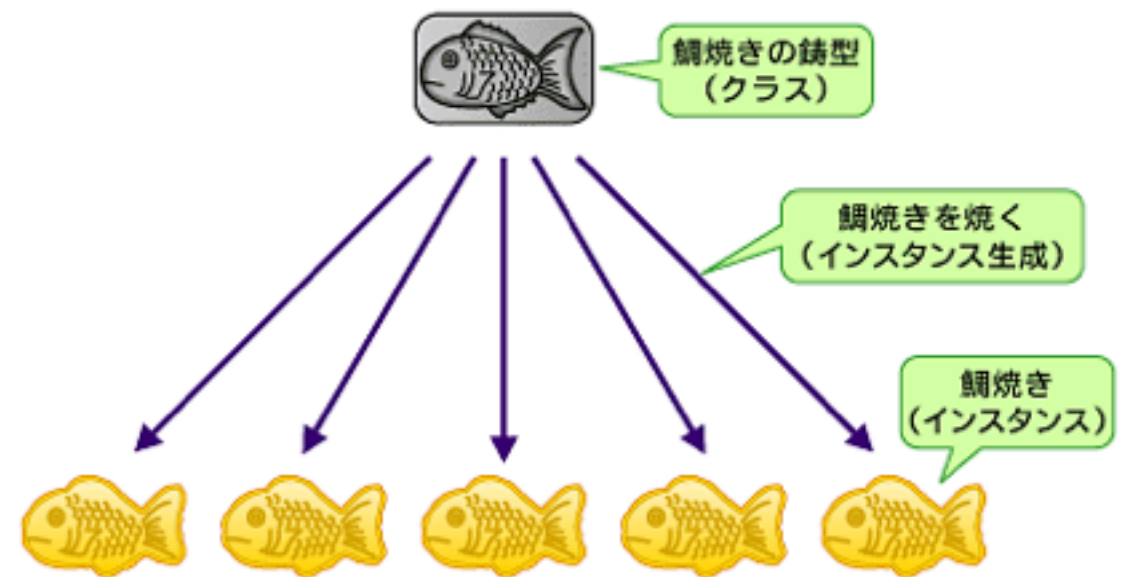 鯛焼きの鋳型
（クラス）
鯛焼きを焼く
（インスタンス生成）
鯛焼き
（インスタンス）